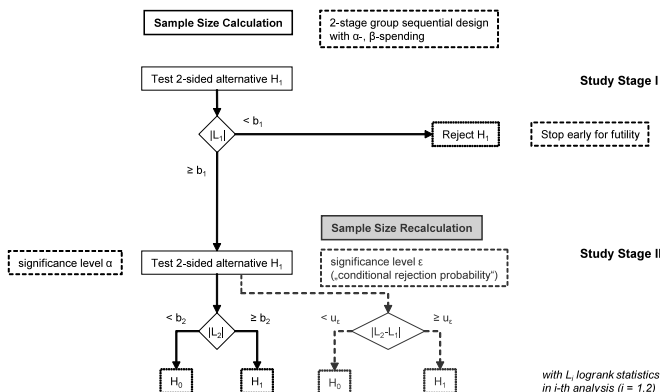 Sample Size Calculation
2-stage group sequential design
with α-, β-spending
Test 2-sided alternative H₁
Study Stage I
|L₁|
< b₁
Reject H₁
Stop early for futility
≥ b₁
Sample Size Recalculation
significance level α
Test 2-sided alternative H₁
significance level ε
(„conditional rejection probability“)
Study Stage II
< b₂
|L₂|
≥ b₂
< uε
|L₂-L₁|
≥ uε
H₀
H₁
H₀
H₁
with Lᵢ logrank statistics
in i-th analysis (i = 1,2)